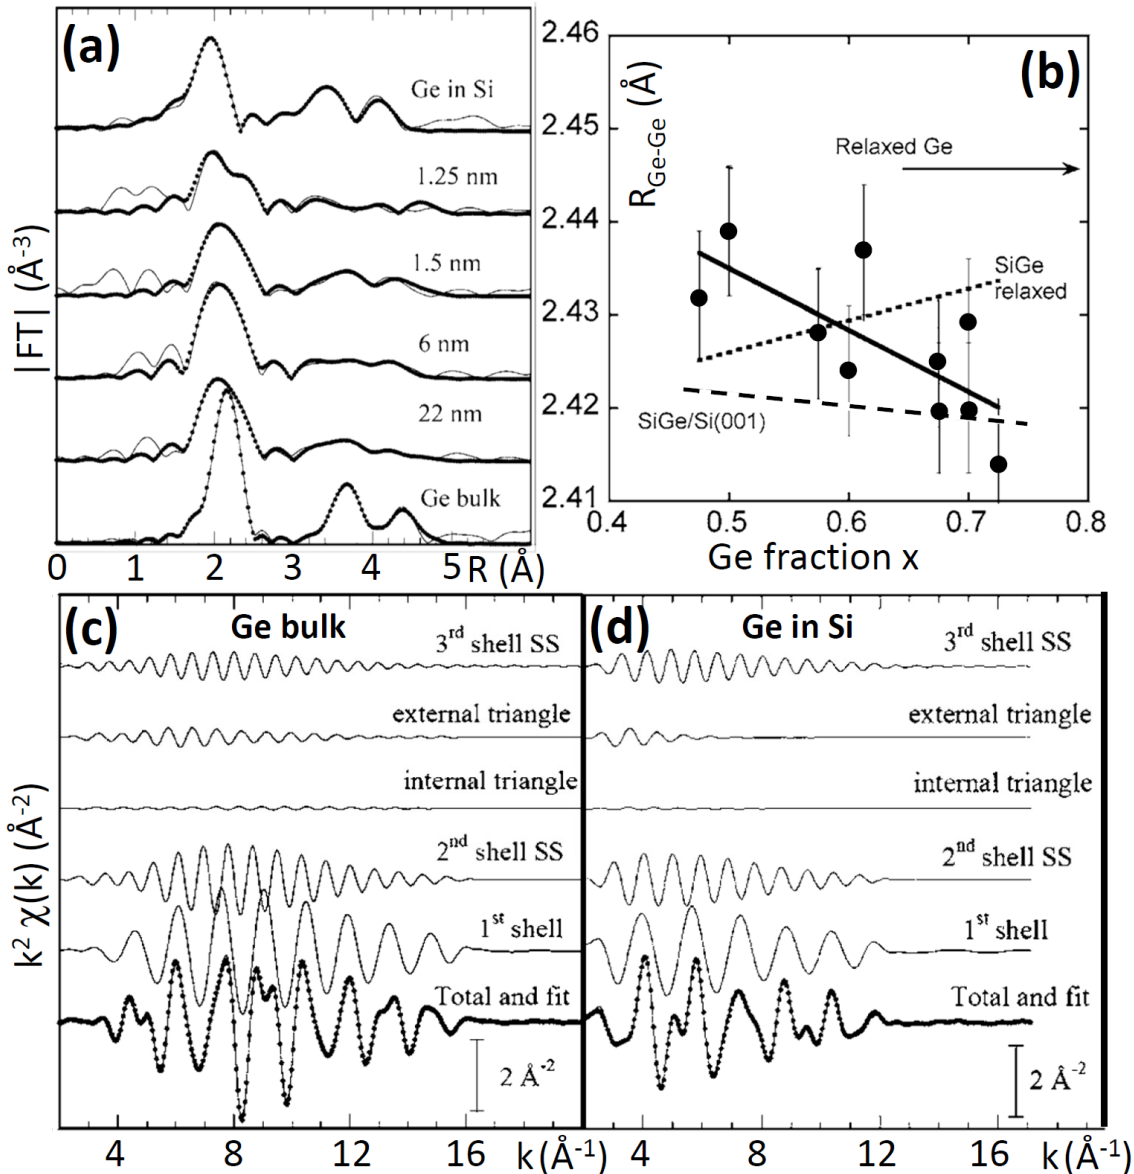 (a)
Ge in Si
1.25 nm
1.5 nm
6 nm
22 nm
Ge bulk
|FT| (Å⁻³)
0 1 2 3 4 5 R (Å)
(b)
2.46
2.45
2.44
2.43
2.42
2.41
R_Ge-Ge (Å)
Relaxed Ge
SiGe
relaxed
SiGe/Si(001)
0.4 0.5 0.6 0.7 0.8
Ge fraction x
(c) Ge bulk
3rd shell SS
external triangle
internal triangle
2nd shell SS
1st shell
Total and fit
2 Å⁻²
k² χ(k) (Å⁻²)
4 8 12 16 k (Å⁻¹)
(d) Ge in Si
3rd shell SS
external triangle
internal triangle
2nd shell SS
1st shell
Total and fit
2 Å⁻²
4 8 12 16 k (Å⁻¹)